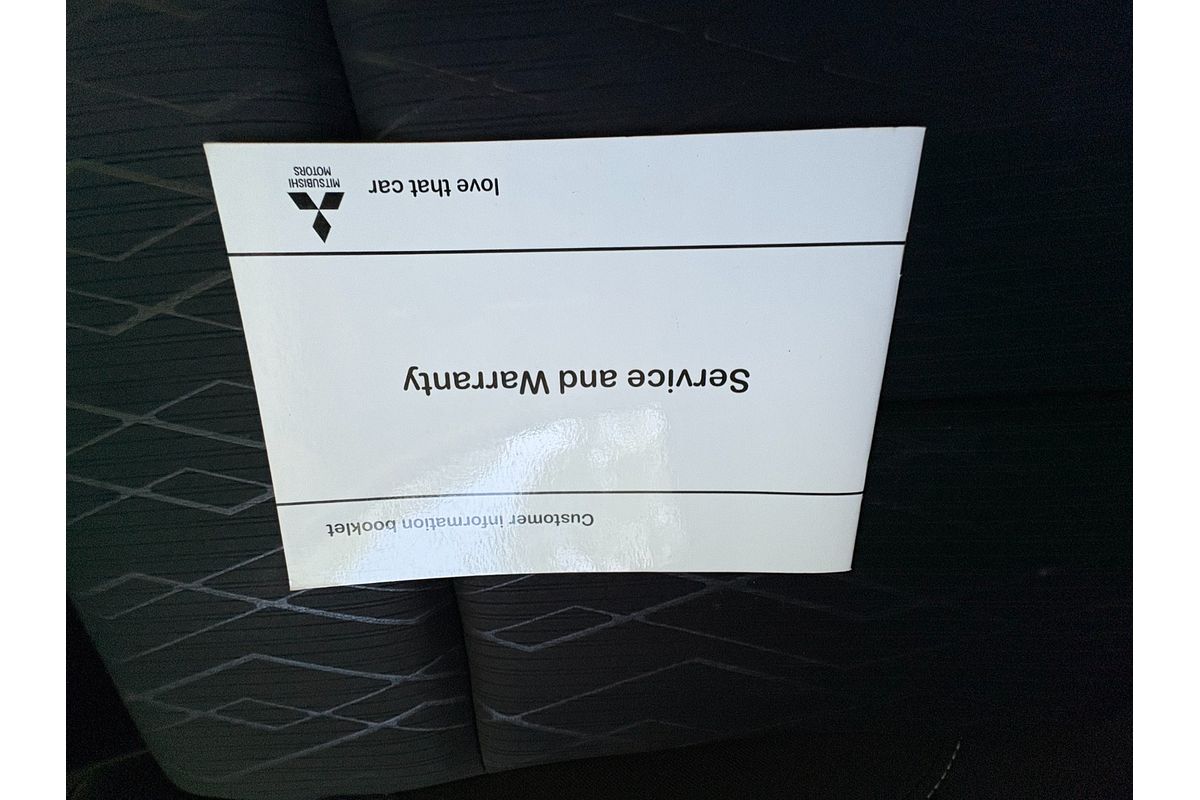 Customer information booklet
Service and Warranty
love that car
MITSUBISHI
MOTORS